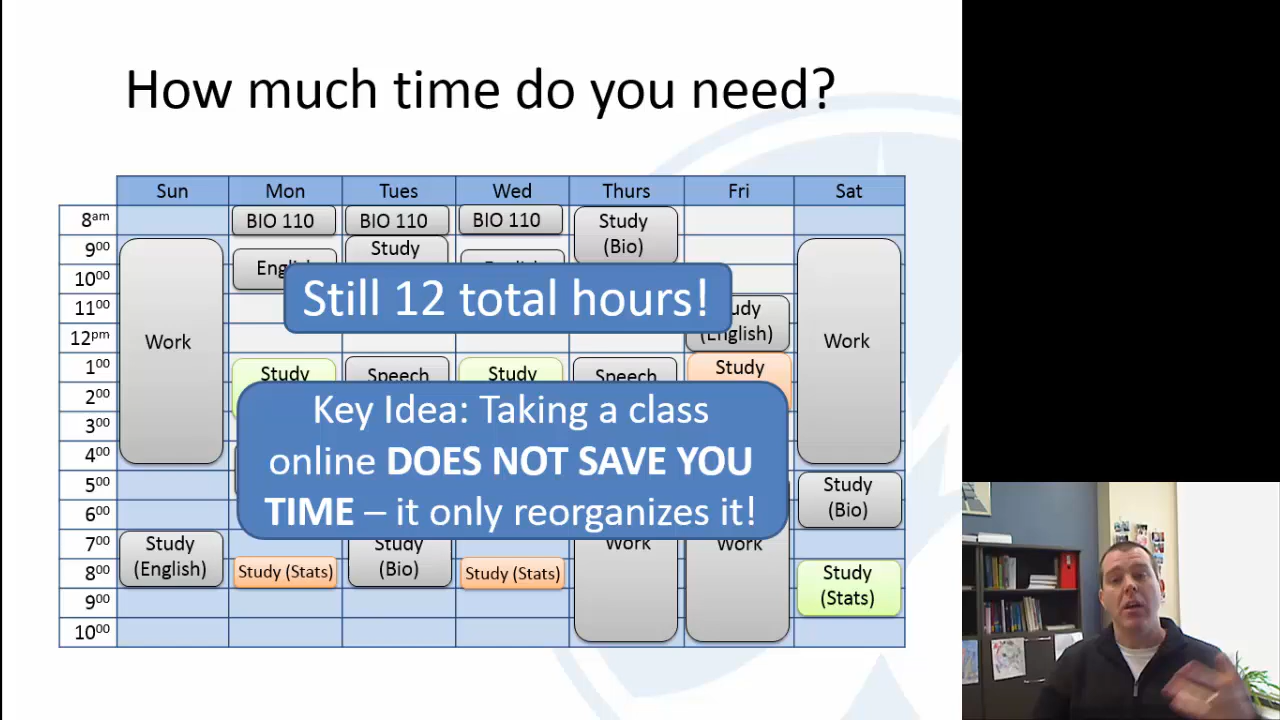 How much time do you need?
Sun Mon Tues Wed Thurs Fri Sat
8am BIO 110 BIO 110 BIO 110 Study
(Bio)
900 Study
1000
1100
12pm (English)
Work Work
Still 12 total hours!
100 Study Speech Study Speech Study
200
300
400
Key Idea: Taking a class
online DOES NOT SAVE YOU
TIME – it only reorganizes it!
500 Study
(Bio)
600
700 Study
(English) Study
(Bio) Work Work
800 Study (Stats) Study (Stats) Study
(Stats)
900
1000